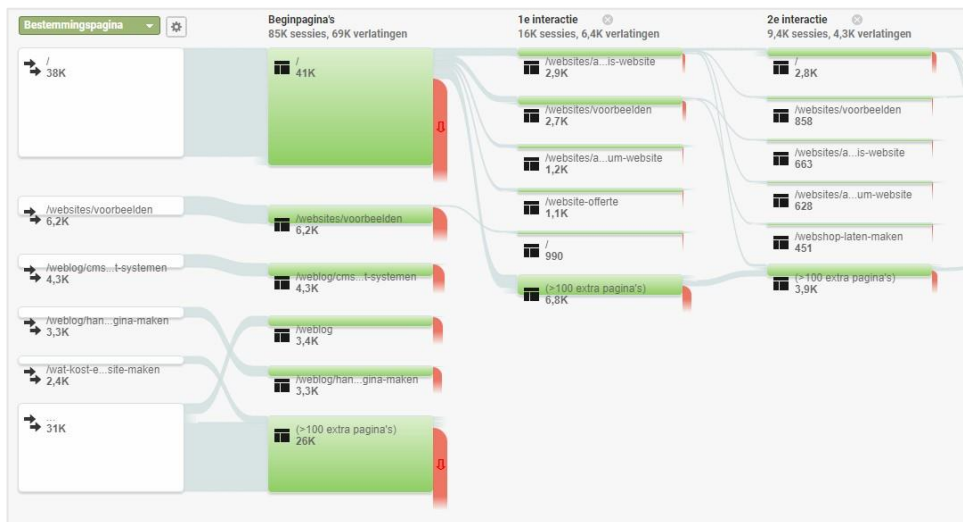 Bestemmingspagina
Beginpagina's
85K sessies, 69K verlatingen
1e interactie
16K sessies, 6,4K verlatingen
2e interactie
9,4K sessies, 4,3K verlatingen
/
38K
/websites/voorbeelden
6,2K
/weblog/cms...t-systemen
4,3K
/weblog/han...gina-maken
3,3K
/wat-kost-e...site-maken
2,4K
...
31K
/
41K
/websites/voorbeelden
6,2K
/weblog/cms...t-systemen
4,3K
/weblog
3,4K
/weblog/han...gina-maken
3,3K
(>100 extra pagina's)
26K
/websites/a...is-website
2,9K
/websites/voorbeelden
2,7K
/websites/a...um-website
1,2K
/website-offerte
1,1K
/
990
(>100 extra pagina's)
6,8K
/
2,8K
/websites/voorbeelden
858
/websites/a...is-website
663
/websites/a...um-website
628
/webshop-laten-maken
451
(>100 extra pagina's)
3,9K